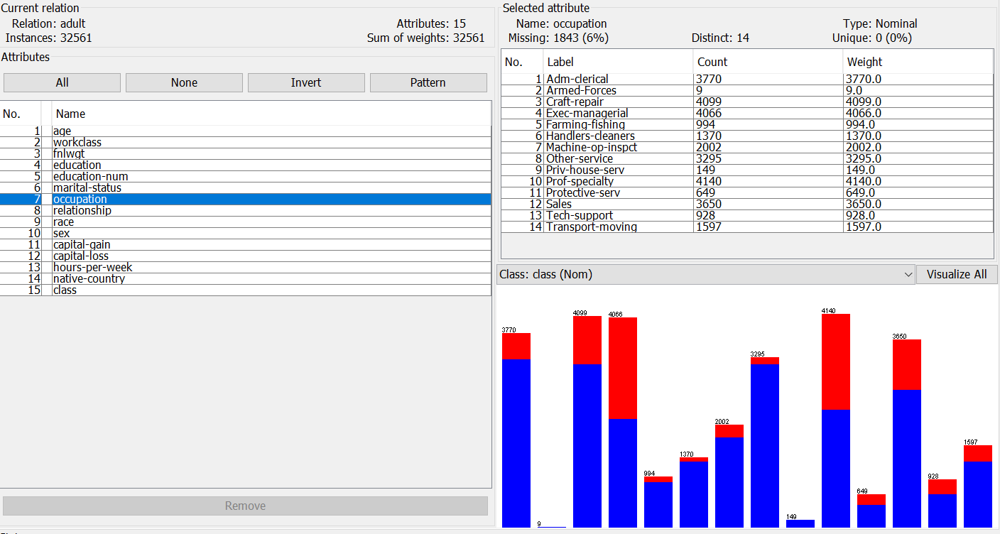 Current relation
Relation: adult Attributes: 15
Instances: 32561 Sum of weights: 32561
Attributes
All None Invert Pattern
No. Name
1 age
2 workclass
3 fnlwgt
4 education
5 education-num
6 marital-status
7 occupation
8 relationship
9 race
10 sex
11 capital-gain
12 capital-loss
13 hours-per-week
14 native-country
15 class
Remove
Selected attribute
Name: occupation Type: Nominal
Missing: 1843 (6%) Distinct: 14 Unique: 0 (0%)
No. Label Count Weight
1 Adm-clerical 3770 3770.0
2 Armed-Forces 9 9.0
3 Craft-repair 4099 4099.0
4 Exec-managerial 4066 4066.0
5 Farming-fishing 994 994.0
6 Handlers-cleaners 1370 1370.0
7 Machine-op-inspct 2002 2002.0
8 Other-service 3295 3295.0
9 Priv-house-serv 149 149.0
10 Prof-specialty 4140 4140.0
11 Protective-serv 649 649.0
12 Sales 3650 3650.0
13 Tech-support 928 928.0
14 Transport-moving 1597 1597.0
Class: class (Nom) Visualize All
3770 9 4099 4066 994 1370 2002 3295 149 4140 649 3650 928 1597